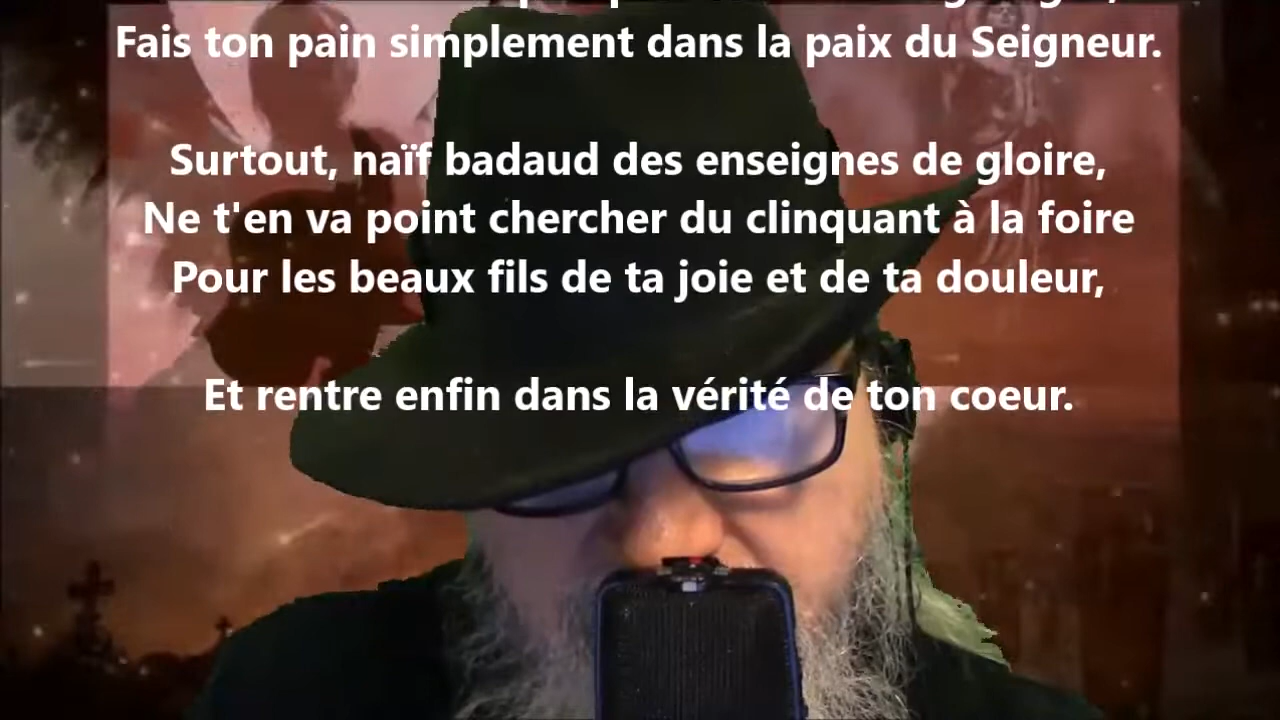 Fais ton pain simplement dans la paix du Seigneur.
Surtout, naïf badaud des enseignes de gloire,
Ne t'en va point chercher du clinquant à la foire
Pour les beaux fils de ta joie et de ta douleur,
Et rentre enfin dans la vérité de ton coeur.